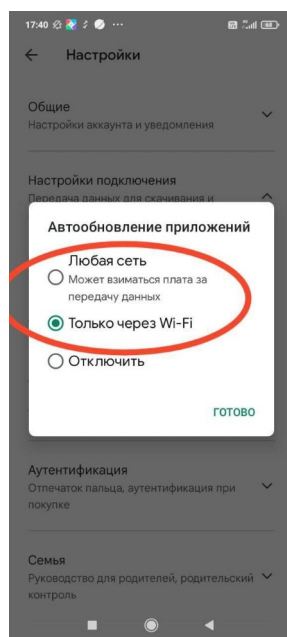 17:40
Настройки
Общие
Настройки аккаунта и уведомления
Настройки подключения
Передача данных для скачивания и
Автообновление приложений
Любая сеть
Может взиматься плата за
передачу данных
Только через Wi-Fi
Отключить
ГОТОВО
Аутентификация
Отпечаток пальца, аутентификация при
покупке
Семья
Руководство для родителей, родительский
контроль